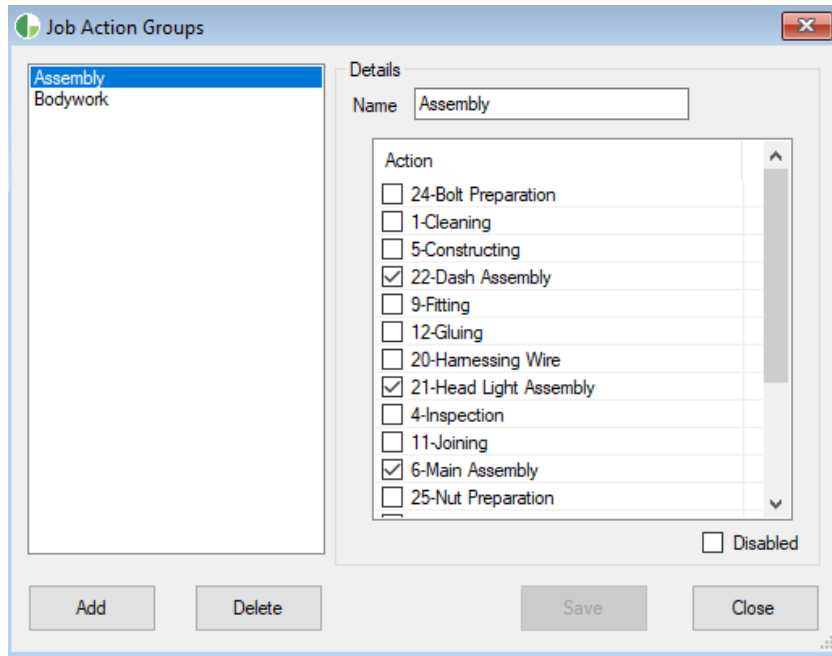 Job Action Groups
Assembly
Bodywork
Details
Name Assembly
Action
24-Bolt Preparation
1-Cleaning
5-Constructing
22-Dash Assembly
9-Fitting
12-Gluing
20-Harnessing Wire
21-Head Light Assembly
4-Inspection
11-Joining
6-Main Assembly
25-Nut Preparation
Disabled
Add Delete Save Close